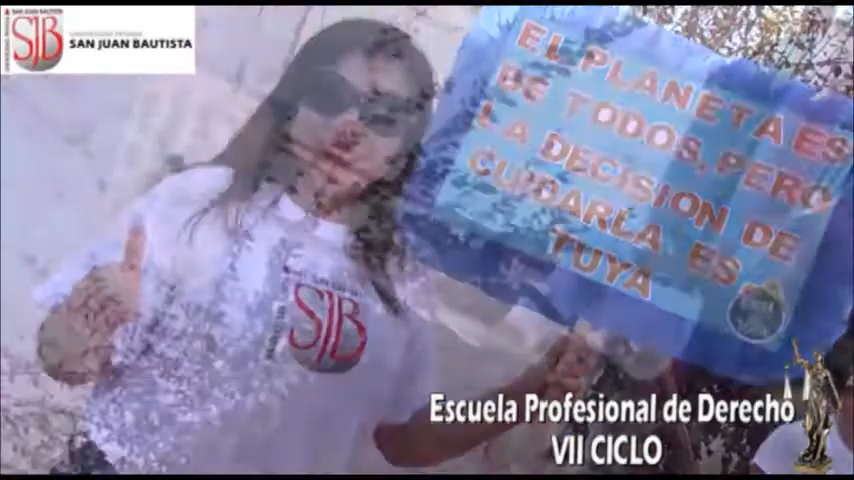 SJB
SAN JUAN BAUTISTA
EL PLANETA ES
DE TODOS, PERO
LA DECISION DE
CUIDARLA ES
TUYA
SJB
Escuela Profesional de Derecho
VII CICLO